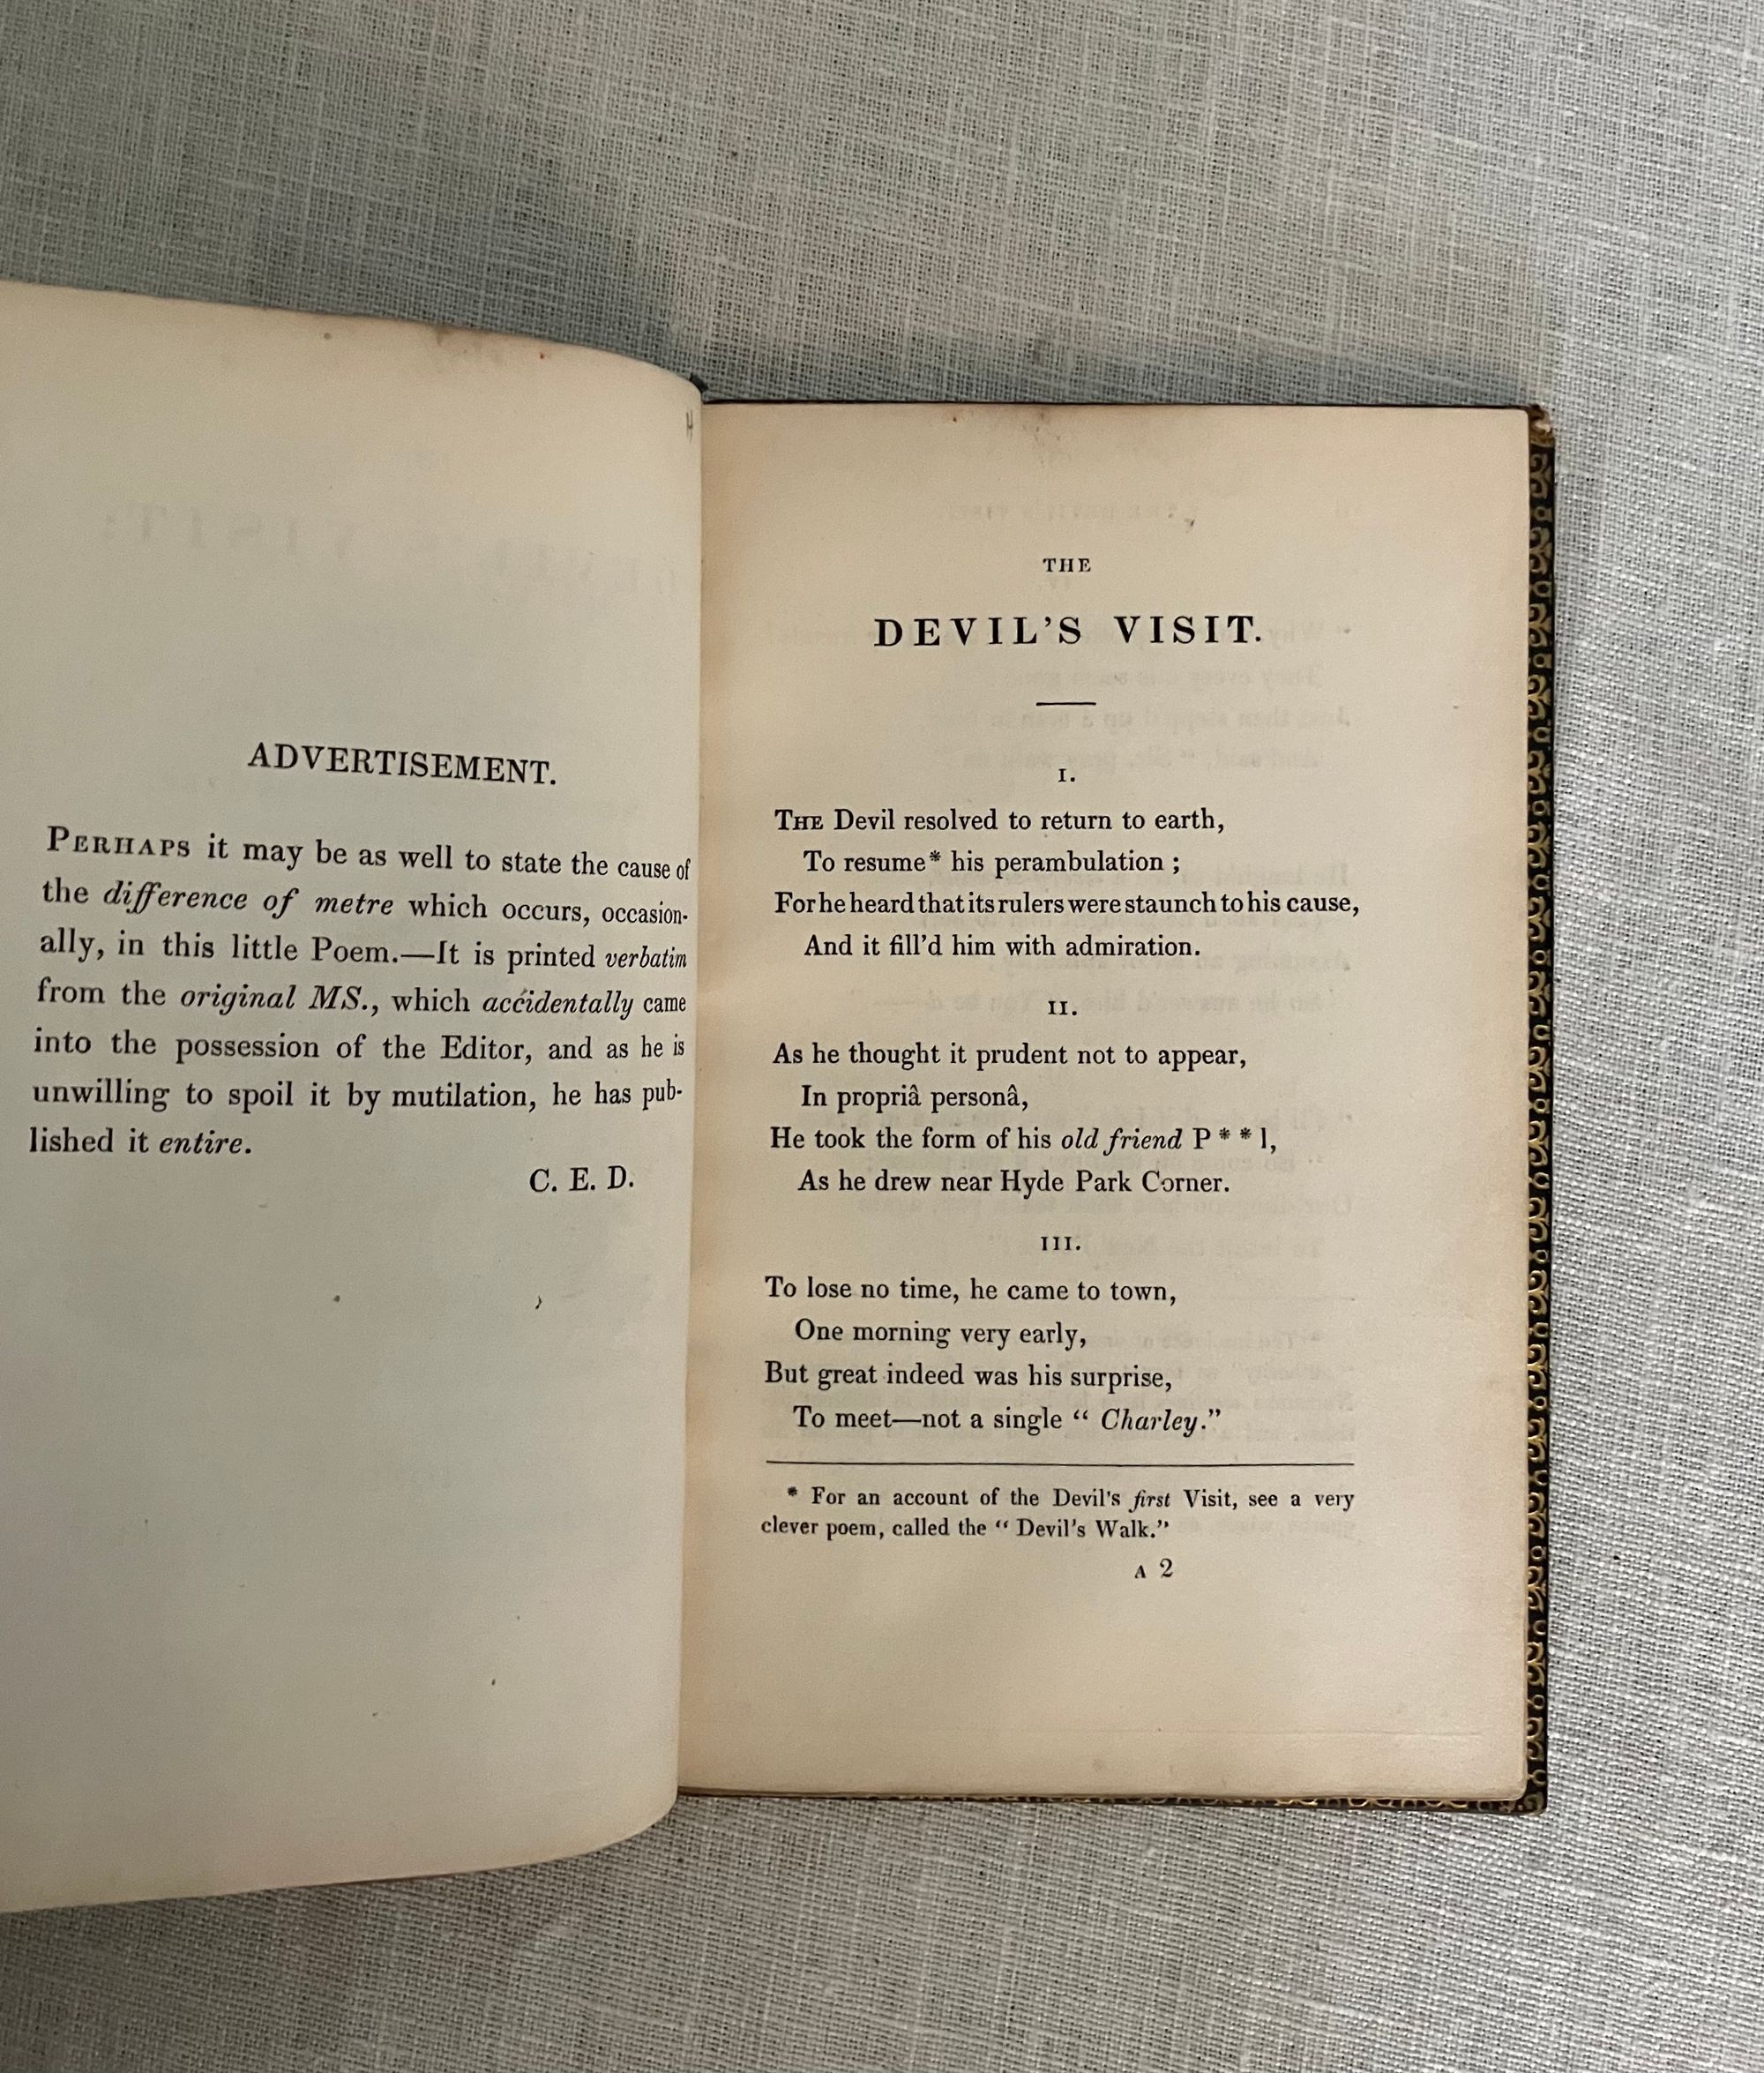 ADVERTISEMENT.
PERHAPS it may be as well to state the cause of
the difference of metre which occurs, occasion-
ally, in this little Poem.—It is printed verbatim
from the original MS., which accidentally came
into the possession of the Editor, and as he is
unwilling to spoil it by mutilation, he has pub-
lished it entire.
C. E. D.
THE
DEVIL'S VISIT.
I.
THE Devil resolved to return to earth,
To resume* his perambulation ;
For he heard that its rulers were staunch to his cause,
And it fill'd him with admiration.
II.
As he thought it prudent not to appear,
In propriâ personâ,
He took the form of his old friend P * * l,
As he drew near Hyde Park Corner.
III.
To lose no time, he came to town,
One morning very early,
But great indeed was his surprise,
To meet—not a single “ Charley.”
* For an account of the Devil's first Visit, see a very
clever poem, called the “ Devil's Walk.”
A 2